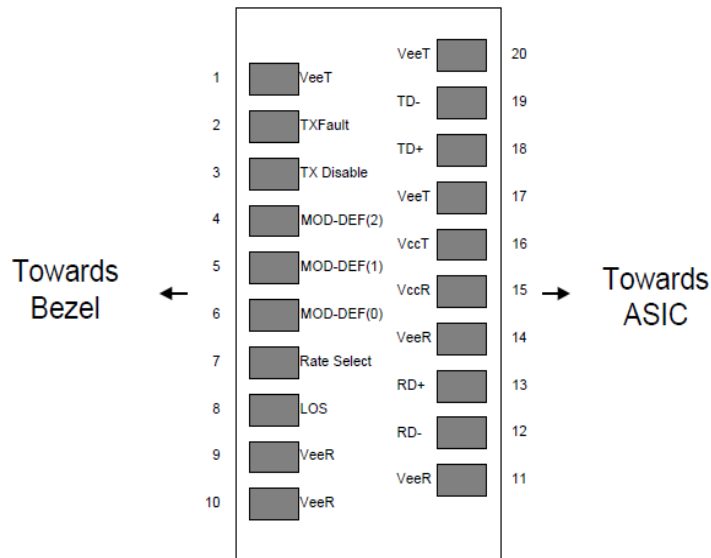 VeeT 20
1 VeeT
TD- 19
2 TXFault
TD+ 18
3 TX Disable
VeeT 17
4 MOD-DEF(2)
VccT 16
5 MOD-DEF(1)
Towards
Bezel
VccR 15
Towards
ASIC
6 MOD-DEF(0)
VeeR 14
7 Rate Select
RD+ 13
8 LOS
RD- 12
9 VeeR
VeeR 11
10 VeeR